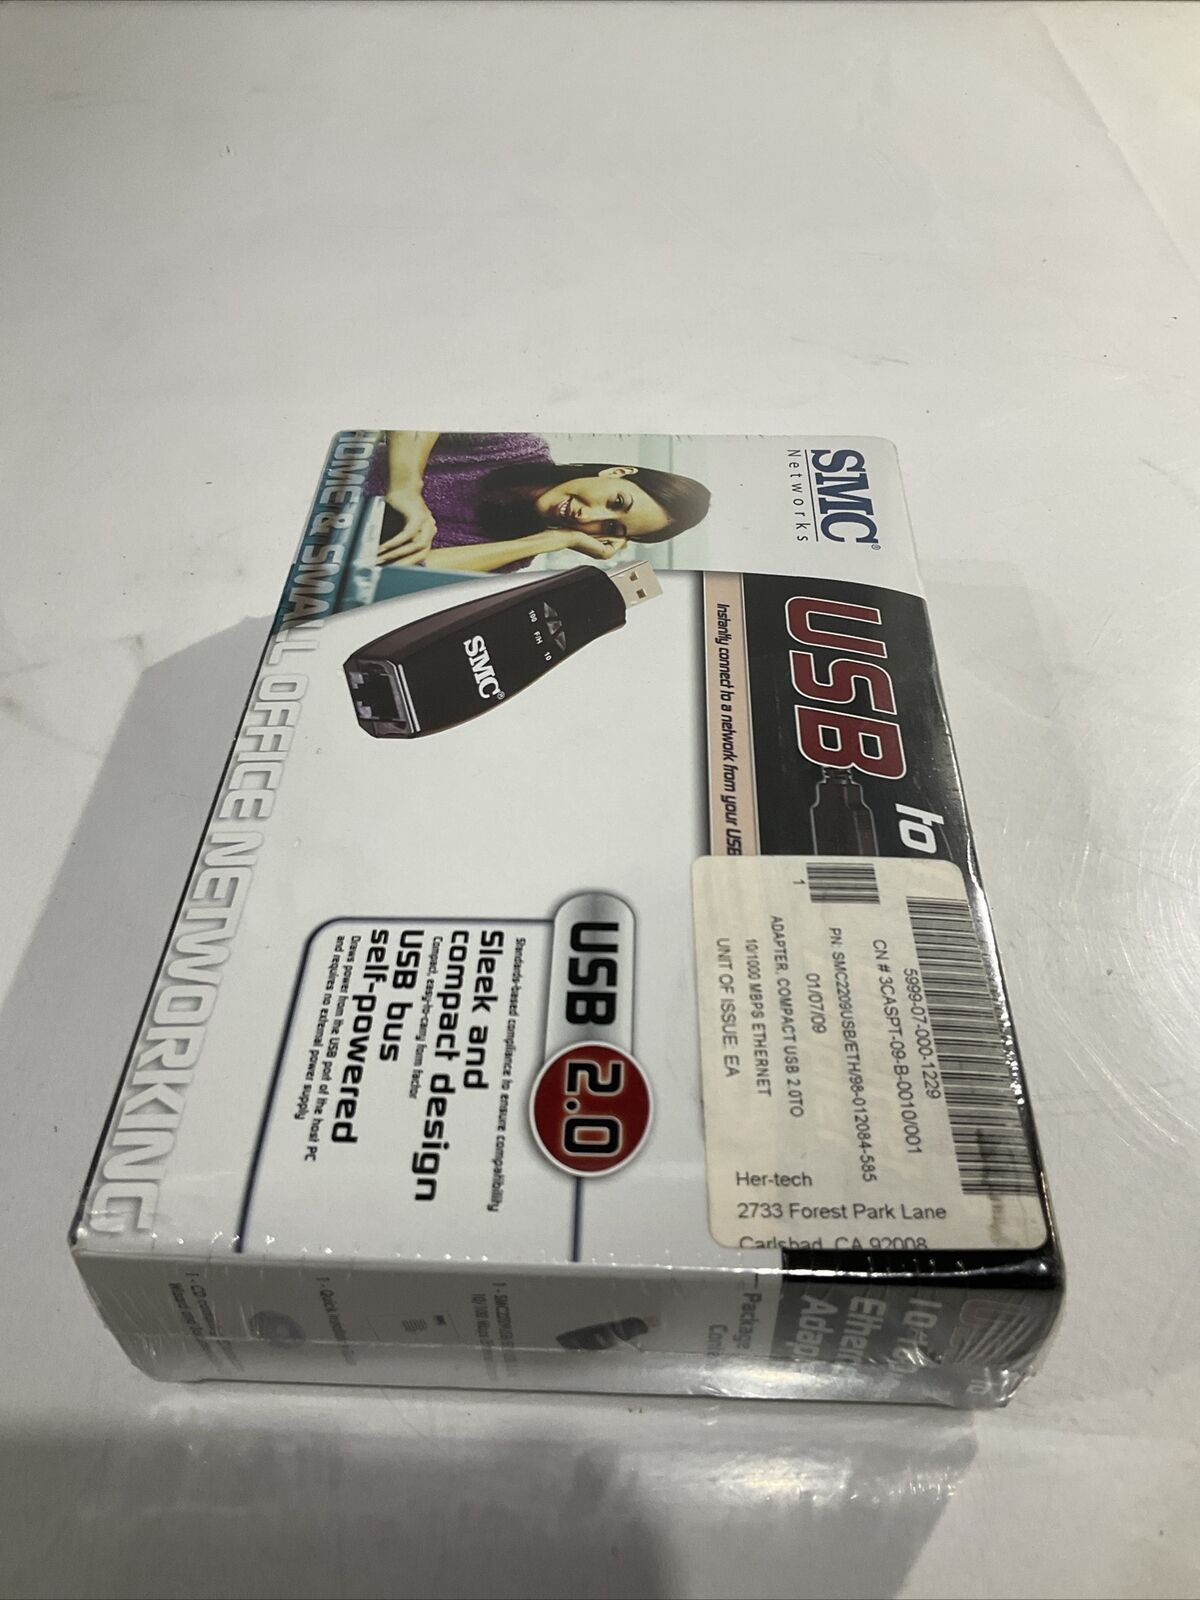 SMC®
Networks
USB to
Instantly connect to a network from your USB
SMC®
100 F/H 10
HOME & SMALL OFFICE NETWORKING
USB 2.0
Standards-based compliance to ensure compatibility
Sleek and
compact design
Compact, easy-to-carry form factor
USB bus
self-powered
Draws power from the USB port of the host PC
and requires no external power supply
5999-07-000-1229
CN # 3CASPT-09-B-0010/001
PN: SMC2209USB/ETH/98-012084-585
1
01/07/09
ADAPTER, COMPACT USB 2.0TO
10/1000 MBPS ETHERNET
UNIT OF ISSUE: EA
Her-tech
2733 Forest Park Lane
Carlsbad, CA 92008
to
Package
1 - Quick
1 - CD